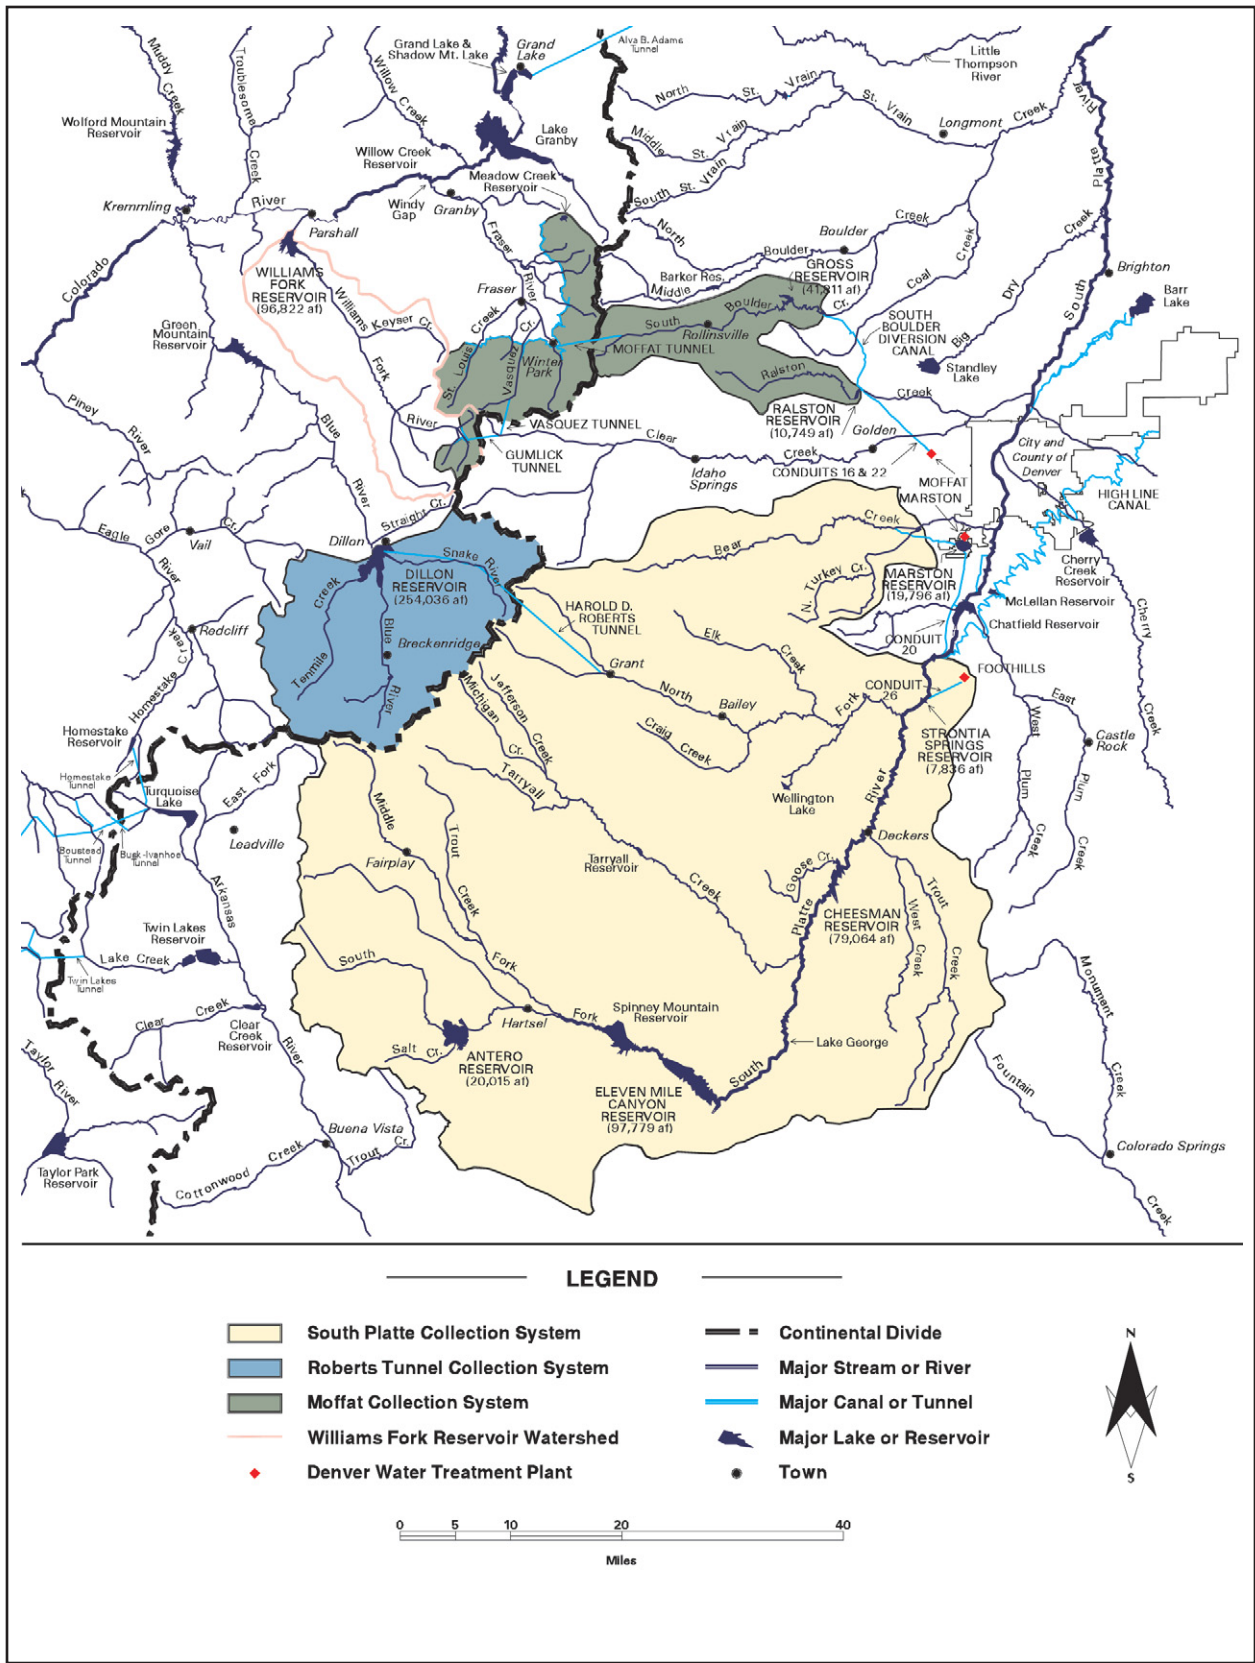 Muddy Creek
Troublesome Creek
Willow Creek
Grand Lake &
Shadow Mt. Lake
Grand
Lake
Alva B. Adams
Tunnel
Little
Thompson
River
North St. Vrain
St. Vrain Creek
Longmont
Middle St. Vrain
South St. Vrain
River
Platte
South
Wolford Mountain
Reservoir
Willow Creek
Reservoir
Lake
Granby
Meadow Creek
Reservoir
Windy
Gap
Granby
Kremmling
River
Parshall
Colorado
WILLIAMS
FORK
RESERVOIR
(96,822 af)
Fraser River
North Boulder Creek
Boulder
Barker Res.
Middle
GROSS
RESERVOIR
(41,811 af)
Boulder Cr.
South
Rollinsville
Coal Creek
Big Dry Creek
Brighton
Barr
Lake
SOUTH
BOULDER
DIVERSION
CANAL
Standley
Lake
Green
Mountain
Reservoir
Williams Fork River
Keyser Cr.
Fraser
St. Louis Creek
Vasquez Cr.
Winter
Park
MOFFAT TUNNEL
Ralston Creek
RALSTON
RESERVOIR
(10,749 af)
Golden
VASQUEZ TUNNEL
GUMLICK
TUNNEL
Clear Creek
Idaho
Springs
CONDUITS 16 & 22
MOFFAT
MARSTON
City and
County of
Denver
HIGH LINE
CANAL
Piney River
Blue River
Eagle River
Gore Cr.
Vail
Straight Cr.
Dillon
Snake River
DILLON
RESERVOIR
(254,036 af)
Tenmile Creek
Blue River
Breckenridge
HAROLD D.
ROBERTS
TUNNEL
Bear Creek
N. Turkey Cr.
MARSTON
RESERVOIR
(19,796 af)
Cherry
Creek
Reservoir
McLellan Reservoir
Chatfield Reservoir
CONDUIT
20
Cherry Creek
Redcliff
Homestake Creek
Homestake
Reservoir
Homestake
Tunnel
Turquoise
Lake
East Fork
Leadville
Boustead
Tunnel
Busk-Ivanhoe
Tunnel
Grant
Elk Creek
North Fork
Bailey
Craig Creek
CONDUIT
26
FOOTHILLS
STRONTIA
SPRINGS
RESERVOIR
(7,836 af)
East Plum Creek
West Plum Creek
Castle
Rock
Michigan Cr.
Jefferson Creek
Tarryall Creek
Tarryall
Reservoir
Wellington
Lake
River
Deckers
Middle Fork
Fairplay
Trout Creek
Goose Cr.
Platte
CHEESMAN
RESERVOIR
(79,064 af)
West Creek
Trout Creek
Arkansas River
Twin Lakes
Reservoir
Lake Creek
Twin Lakes
Tunnel
Clear Creek
Clear
Creek
Reservoir
South Fork
Hartsel
Salt Cr.
ANTERO
RESERVOIR
(20,015 af)
Spinney Mountain
Reservoir
ELEVEN MILE
CANYON
RESERVOIR
(97,779 af)
South
Lake George
Monument Creek
Fountain Creek
Colorado Springs
Taylor River
Taylor Park
Reservoir
Buena Vista
Trout Cr.
Cottonwood Creek
LEGEND
South Platte Collection System
Roberts Tunnel Collection System
Moffat Collection System
Williams Fork Reservoir Watershed
Denver Water Treatment Plant
Continental Divide
Major Stream or River
Major Canal or Tunnel
Major Lake or Reservoir
Town
N
S
0 5 10 20 40
Miles